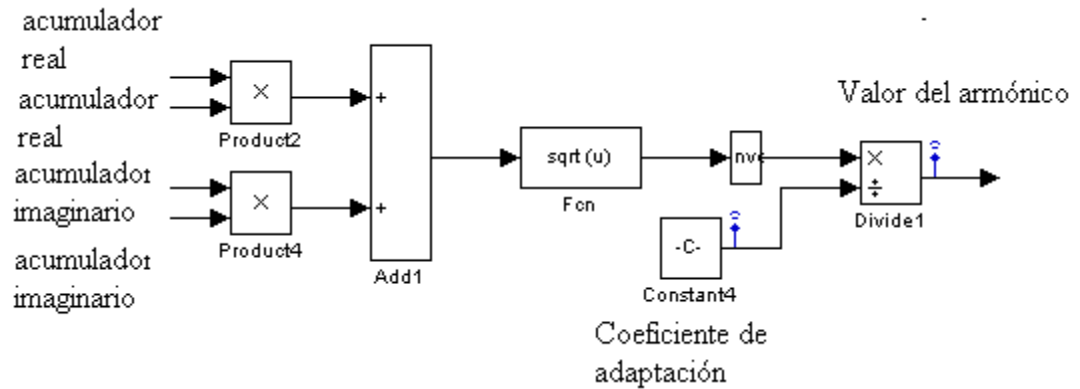 acumulador
real
acumulador
real
acumulador
imaginario
acumulador
imaginario
×
Product2
×
Product4
+
+
Add1
sqrt(u)
Fcn
-C-
Constant4
Coeficiente de
adaptación
Valor del armónico
×
÷
Divide1